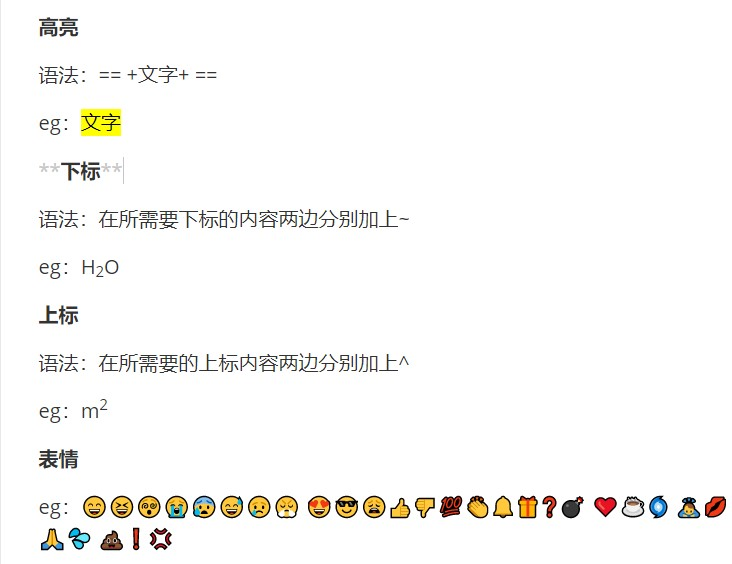 高亮
语法：== +文字+ ==
eg：文字
**下标**
语法：在所需要下标的内容两边分别加上~
eg：H₂O
上标
语法：在所需要的上标内容两边分别加上^
eg：m²
表情
eg：😄😆😵😭😰😅😢😤 😍😎😩👍👎💯👏🔔🎁❓💣 ❤️☕🌀 🙇💋
🙏💦 💩❗💢